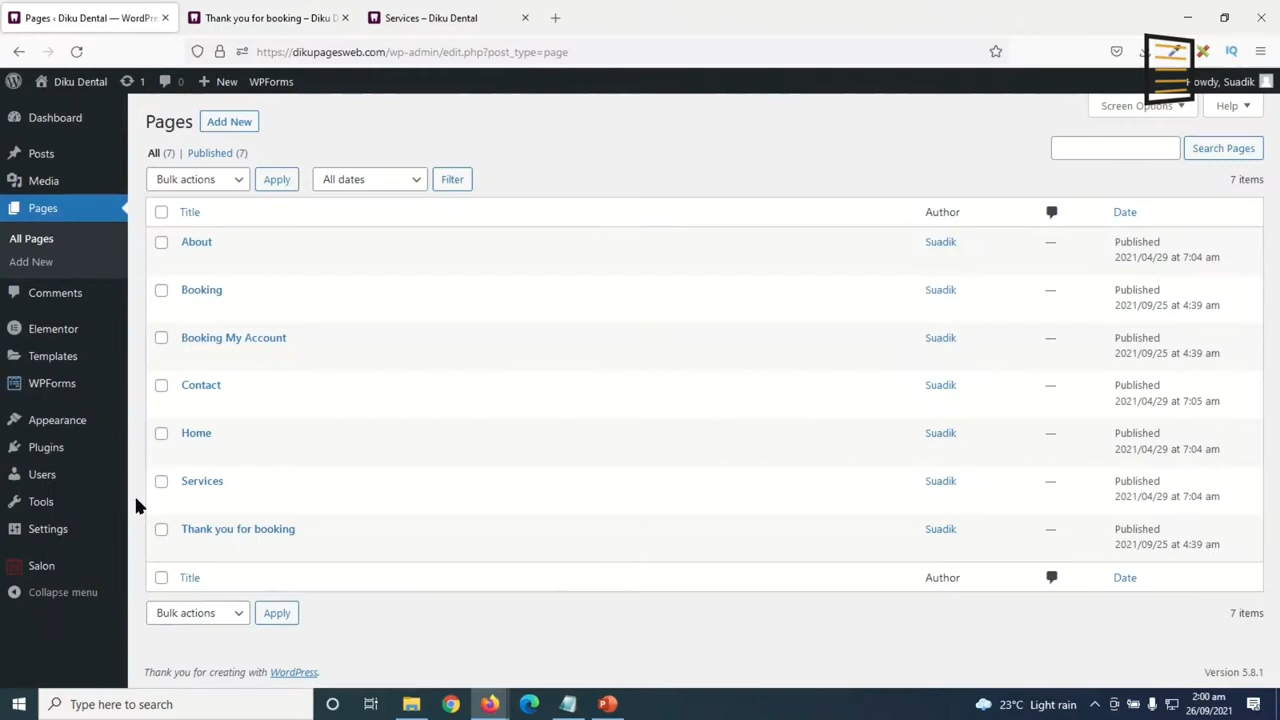 Pages ‹ Diku Dental — WordPre
Thank you for booking – Diku D
Services – Diku Dental
https://dikupagesweb.com/wp-admin/edit.php?post_type=page
IQ
Diku Dental
1
0
New
WPForms
owdy, Suadik
Dashboard
Posts
Media
Pages
All Pages
Add New
Comments
Elementor
Templates
WPForms
Appearance
Plugins
Users
Tools
Settings
Salon
Collapse menu
Screen Options
Help
Pages Add New
All (7) | Published (7)
Search Pages
Bulk actions Apply All dates Filter 7 items
Title Author Date
About Suadik — Published
2021/04/29 at 7:04 am
Booking Suadik — Published
2021/09/25 at 4:39 am
Booking My Account Suadik — Published
2021/09/25 at 4:39 am
Contact Suadik — Published
2021/04/29 at 7:05 am
Home Suadik — Published
2021/04/29 at 7:04 am
Services Suadik — Published
2021/04/29 at 7:04 am
Thank you for booking Suadik — Published
2021/09/25 at 4:39 am
Title Author Date
Bulk actions Apply 7 items
Thank you for creating with WordPress.
Version 5.8.1
Type here to search
23°C Light rain
2:00 am
26/09/2021